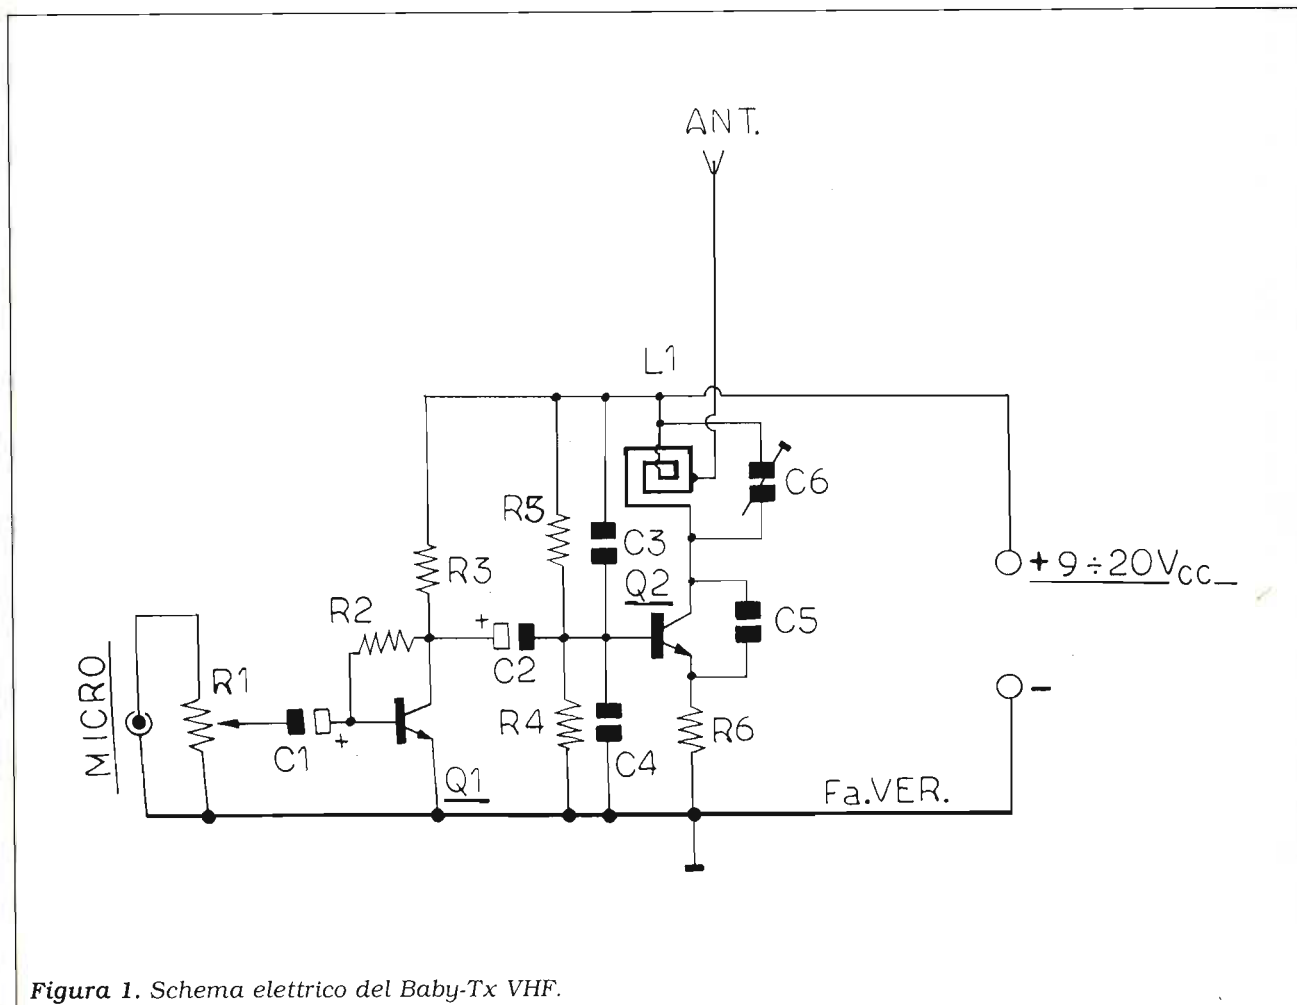 ANT.
L1
C6
R5
C3
R3
+ 9÷20Vcc
Q2
R2
C5
MICRO
R1
+
C2
R4
R6
+
C1
C4
Q1
Fa.VER.
-
Figura 1. Schema elettrico del Baby-Tx VHF.